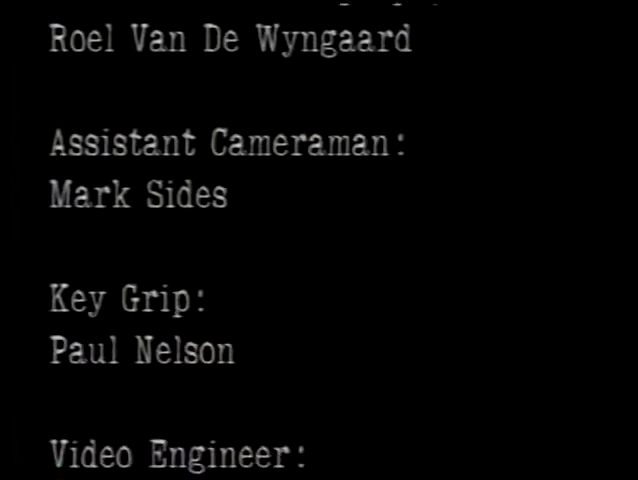 Roel Van De Wyngaard
Assistant Cameraman:
Mark Sides
Key Grip:
Paul Nelson
Video Engineer: